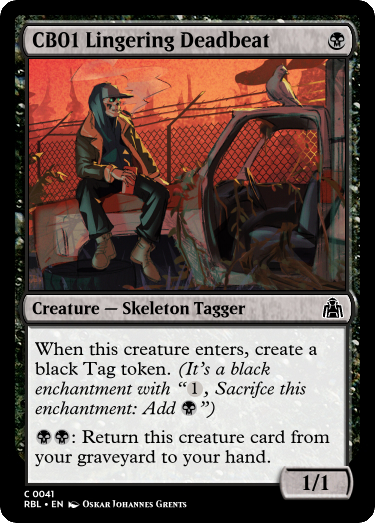 CB01 Lingering Deadbeat
Creature — Skeleton Tagger
When this creature enters, create a
black Tag token. (It's a black
enchantment with “1, Sacrifce this
enchantment: Add ”)
: Return this creature card from
your graveyard to your hand.
1/1
C 0041
RBL • EN Oskar Johannes Grents